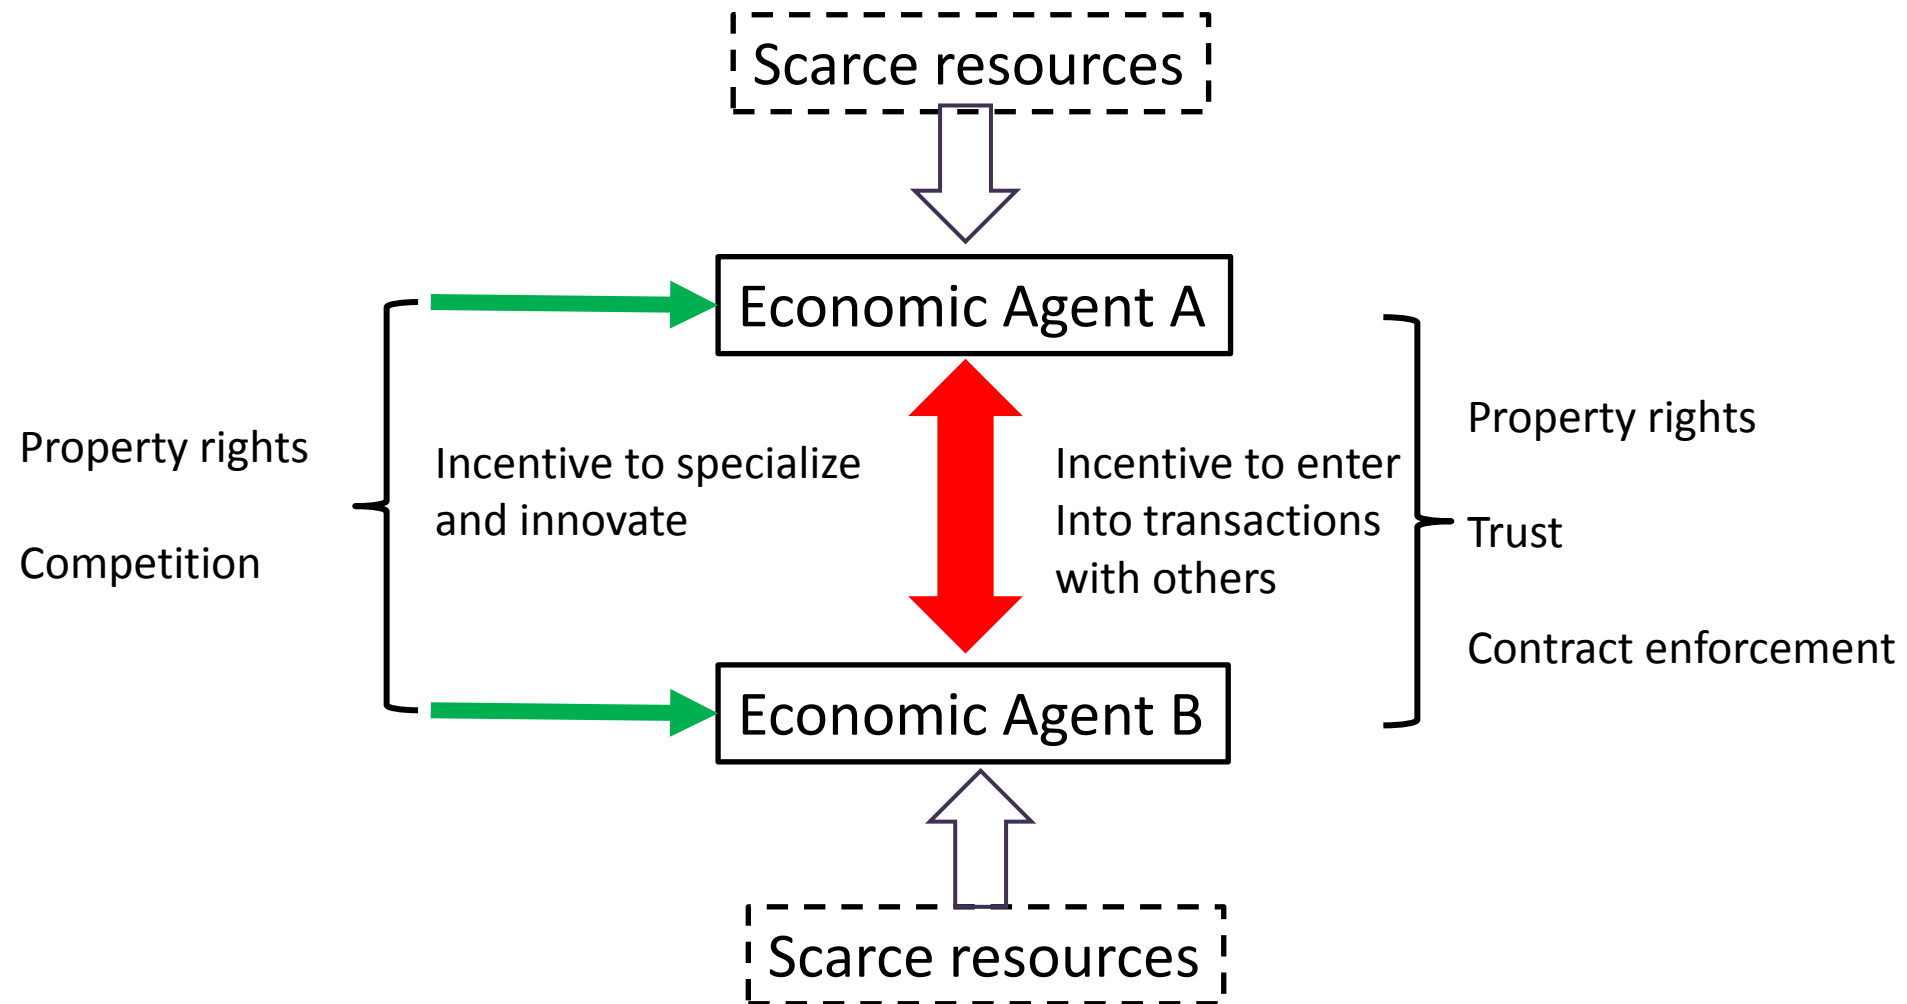 Scarce resources
Economic Agent A
Property rights
Competition
Incentive to specialize
and innovate
Incentive to enter
Into transactions
with others
Property rights
Trust
Contract enforcement
Economic Agent B
Scarce resources